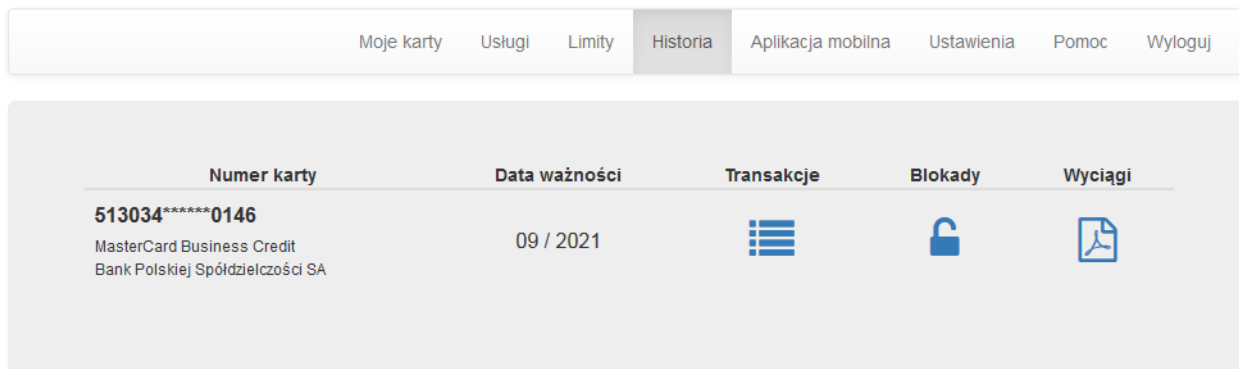 Moje karty Usługi Limity Historia Aplikacja mobilna Ustawienia Pomoc Wyloguj
Numer karty Data ważności Transakcje Blokady Wyciągi
513034******0146
MasterCard Business Credit
Bank Polskiej Spółdzielczości SA
09 / 2021